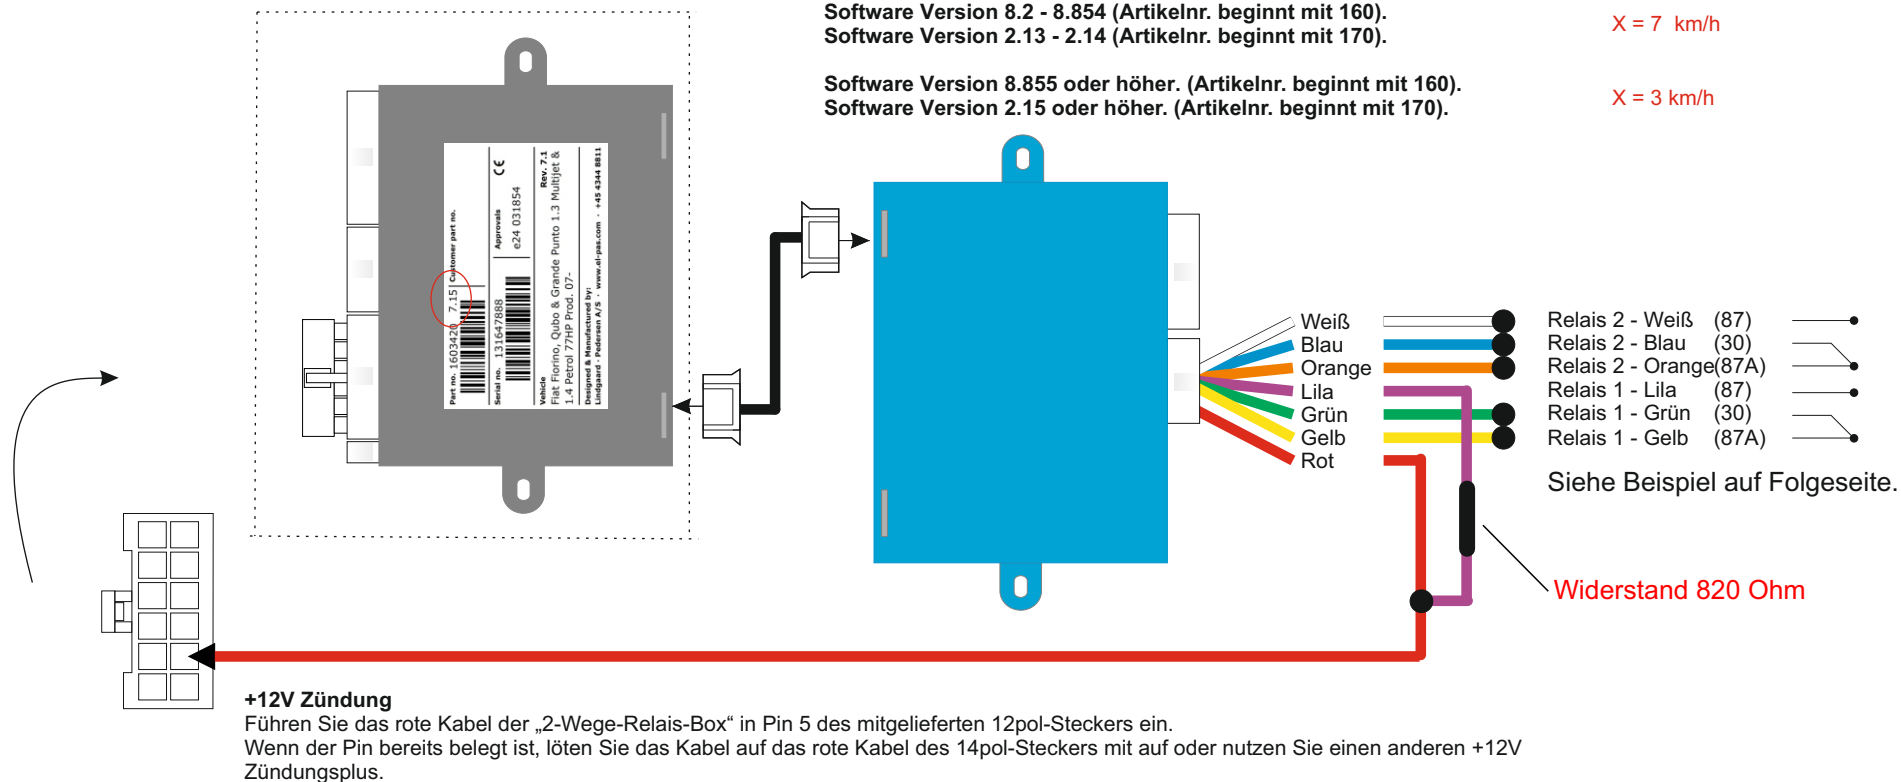 Software Version 8.2 - 8.854 (Artikelnr. beginnt mit 160).
Software Version 2.13 - 2.14 (Artikelnr. beginnt mit 170).
X = 7 km/h
Software Version 8.855 oder höher. (Artikelnr. beginnt mit 160).
Software Version 2.15 oder höher. (Artikelnr. beginnt mit 170).
X = 3 km/h
Part no. 1603420 7.15 Customer part no.
Serial no. 131647888 Approvals CE
e24 031854
Vehicle Rev. 7.1
Fiat Fiorino, Qubo & Grande Punto 1.3 Multijet &
1.4 Petrol 77HP Prod. 07-
Designed & Manufactured by:
Lindgaard - Pedersen A/S · www.el-pas.com · +45 4344 8811
Weiß
Blau
Orange
Lila
Grün
Gelb
Rot
Relais 2 - Weiß (87)
Relais 2 - Blau (30)
Relais 2 - Orange(87A)
Relais 1 - Lila (87)
Relais 1 - Grün (30)
Relais 1 - Gelb (87A)
Siehe Beispiel auf Folgeseite.
Widerstand 820 Ohm
+12V Zündung
Führen Sie das rote Kabel der „2-Wege-Relais-Box“ in Pin 5 des mitgelieferten 12pol-Steckers ein.
Wenn der Pin bereits belegt ist, löten Sie das Kabel auf das rote Kabel des 14pol-Steckers mit auf oder nutzen Sie einen anderen +12V
Zündungsplus.